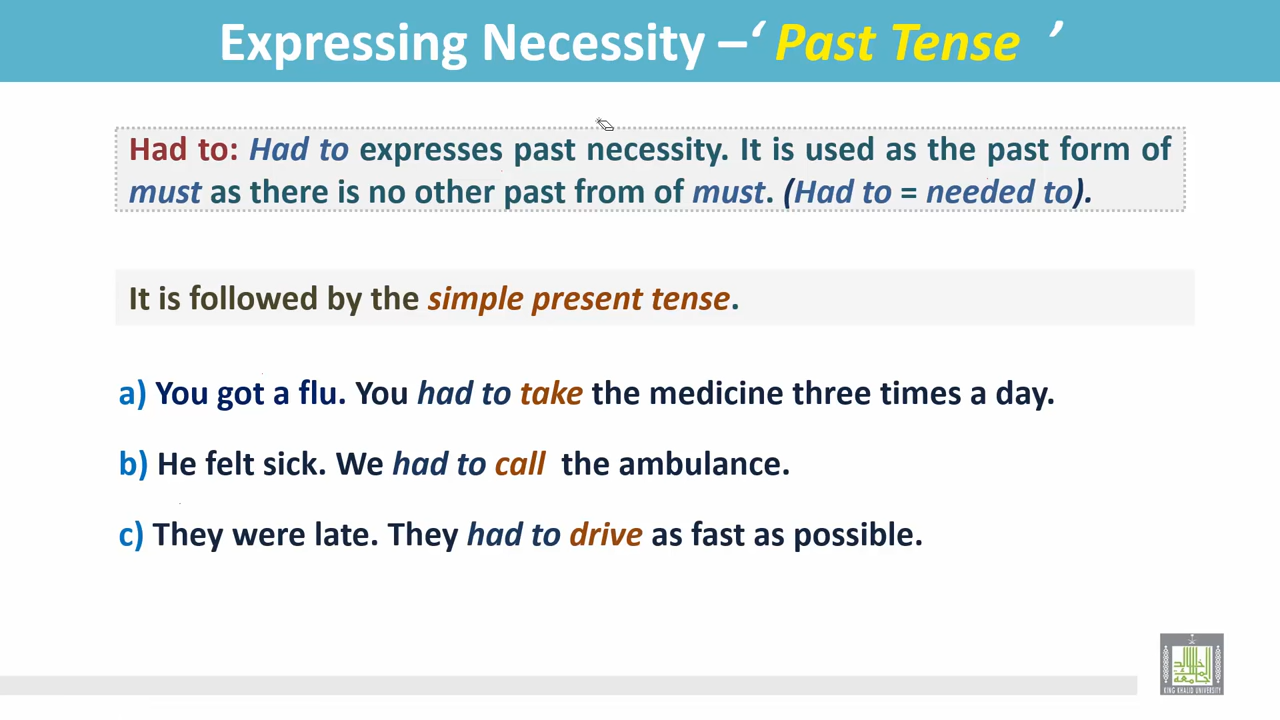 Expressing Necessity –‘ Past Tense ’
Had to: Had to expresses past necessity. It is used as the past form of
must as there is no other past from of must. (Had to = needed to).
It is followed by the simple present tense.
a) You got a flu. You had to take the medicine three times a day.
b) He felt sick. We had to call the ambulance.
c) They were late. They had to drive as fast as possible.
KING KHALID UNIVERSITY